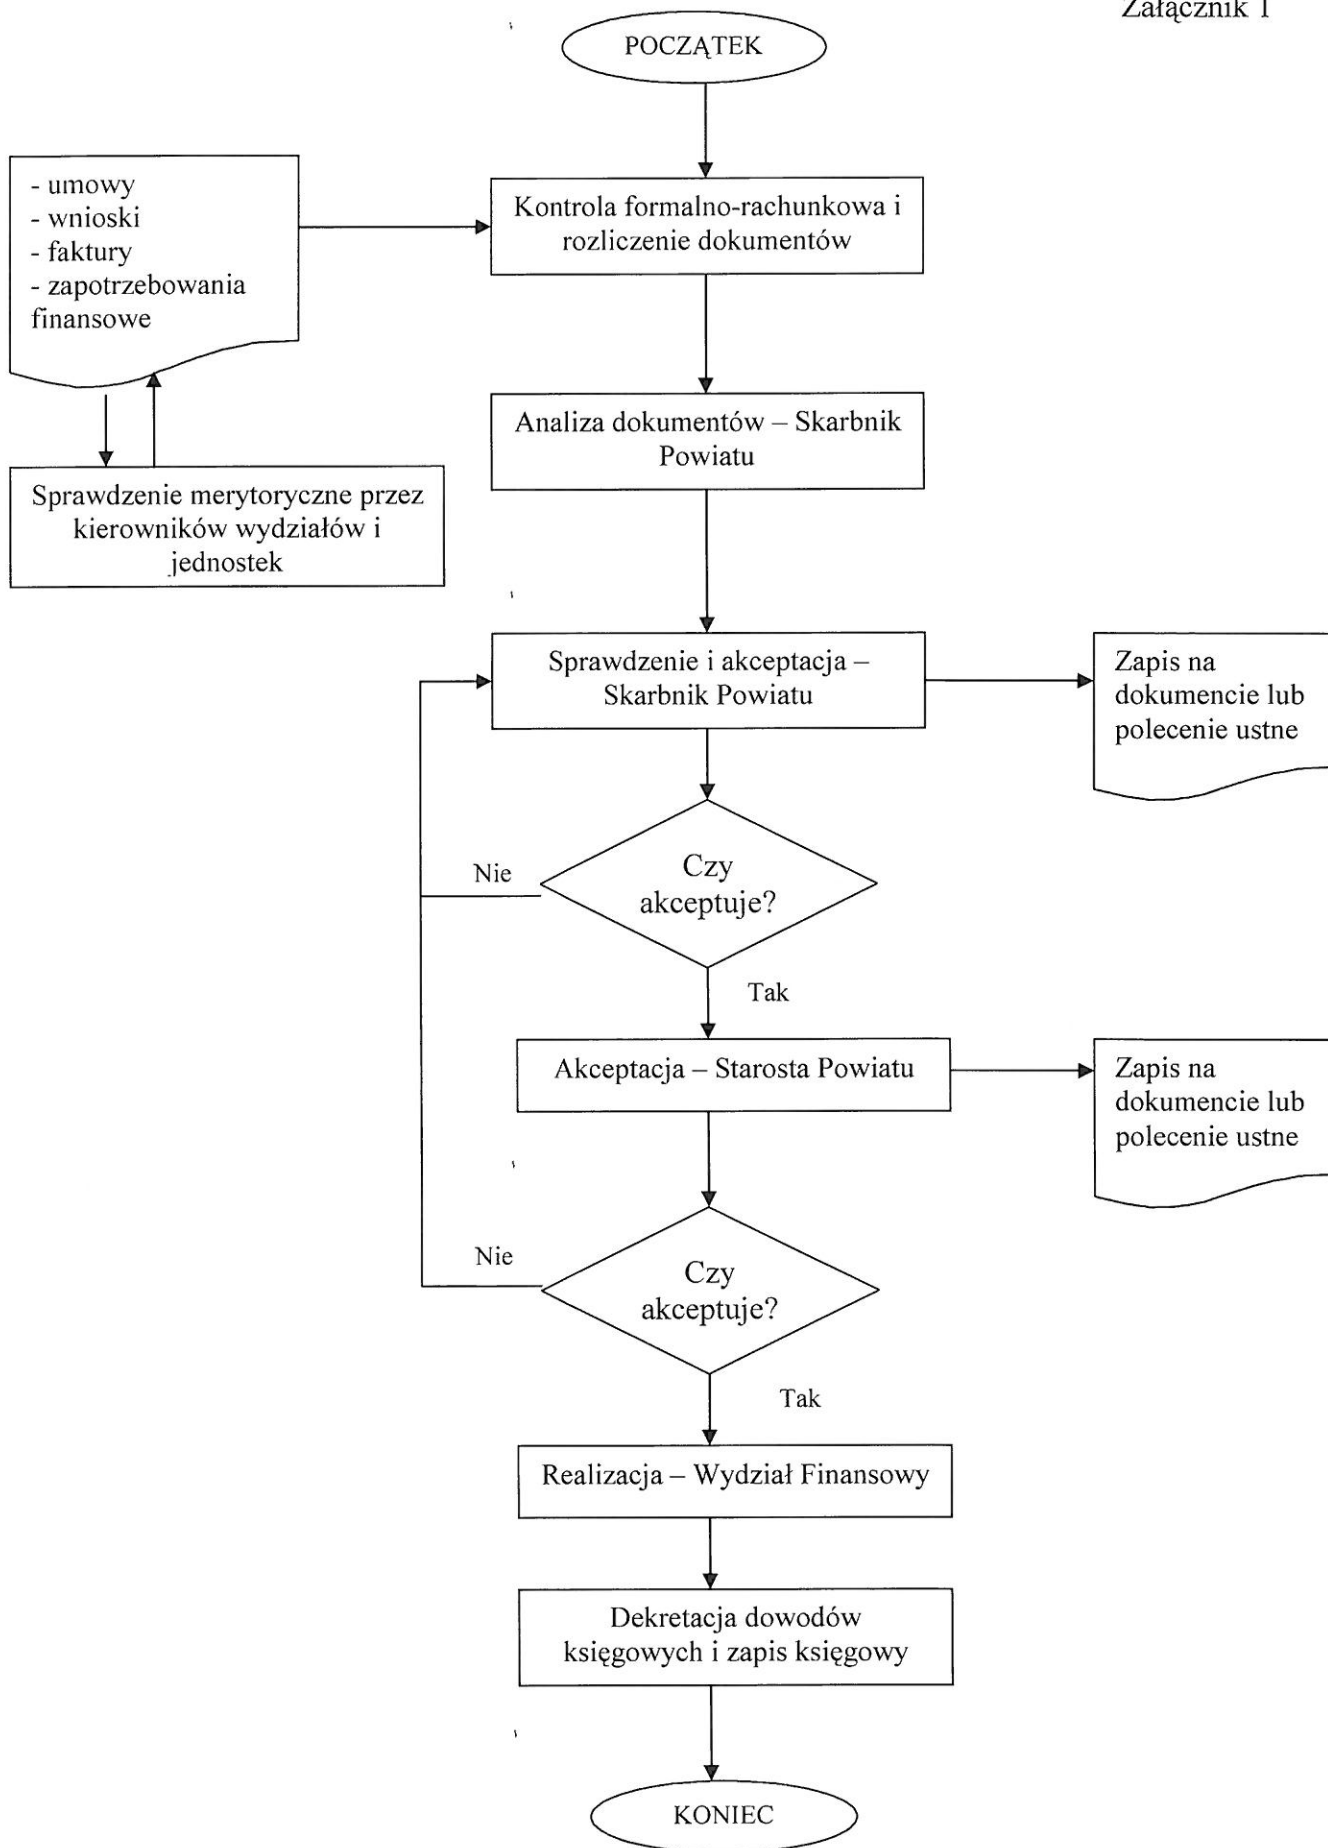 Załącznik 1
POCZĄTEK
- umowy
- wnioski
- faktury
- zapotrzebowania
finansowe
Kontrola formalno-rachunkowa i
rozliczenie dokumentów
Analiza dokumentów – Skarbnik
Powiatu
Sprawdzenie merytoryczne przez
kierowników wydziałów i
jednostek
Sprawdzenie i akceptacja –
Skarbnik Powiatu
Zapis na
dokumencie lub
polecenie ustne
Nie
Czy
akceptuje?
Tak
Akceptacja – Starosta Powiatu
Zapis na
dokumencie lub
polecenie ustne
Nie
Czy
akceptuje?
Tak
Realizacja – Wydział Finansowy
Dekretacja dowodów
księgowych i zapis księgowy
KONIEC